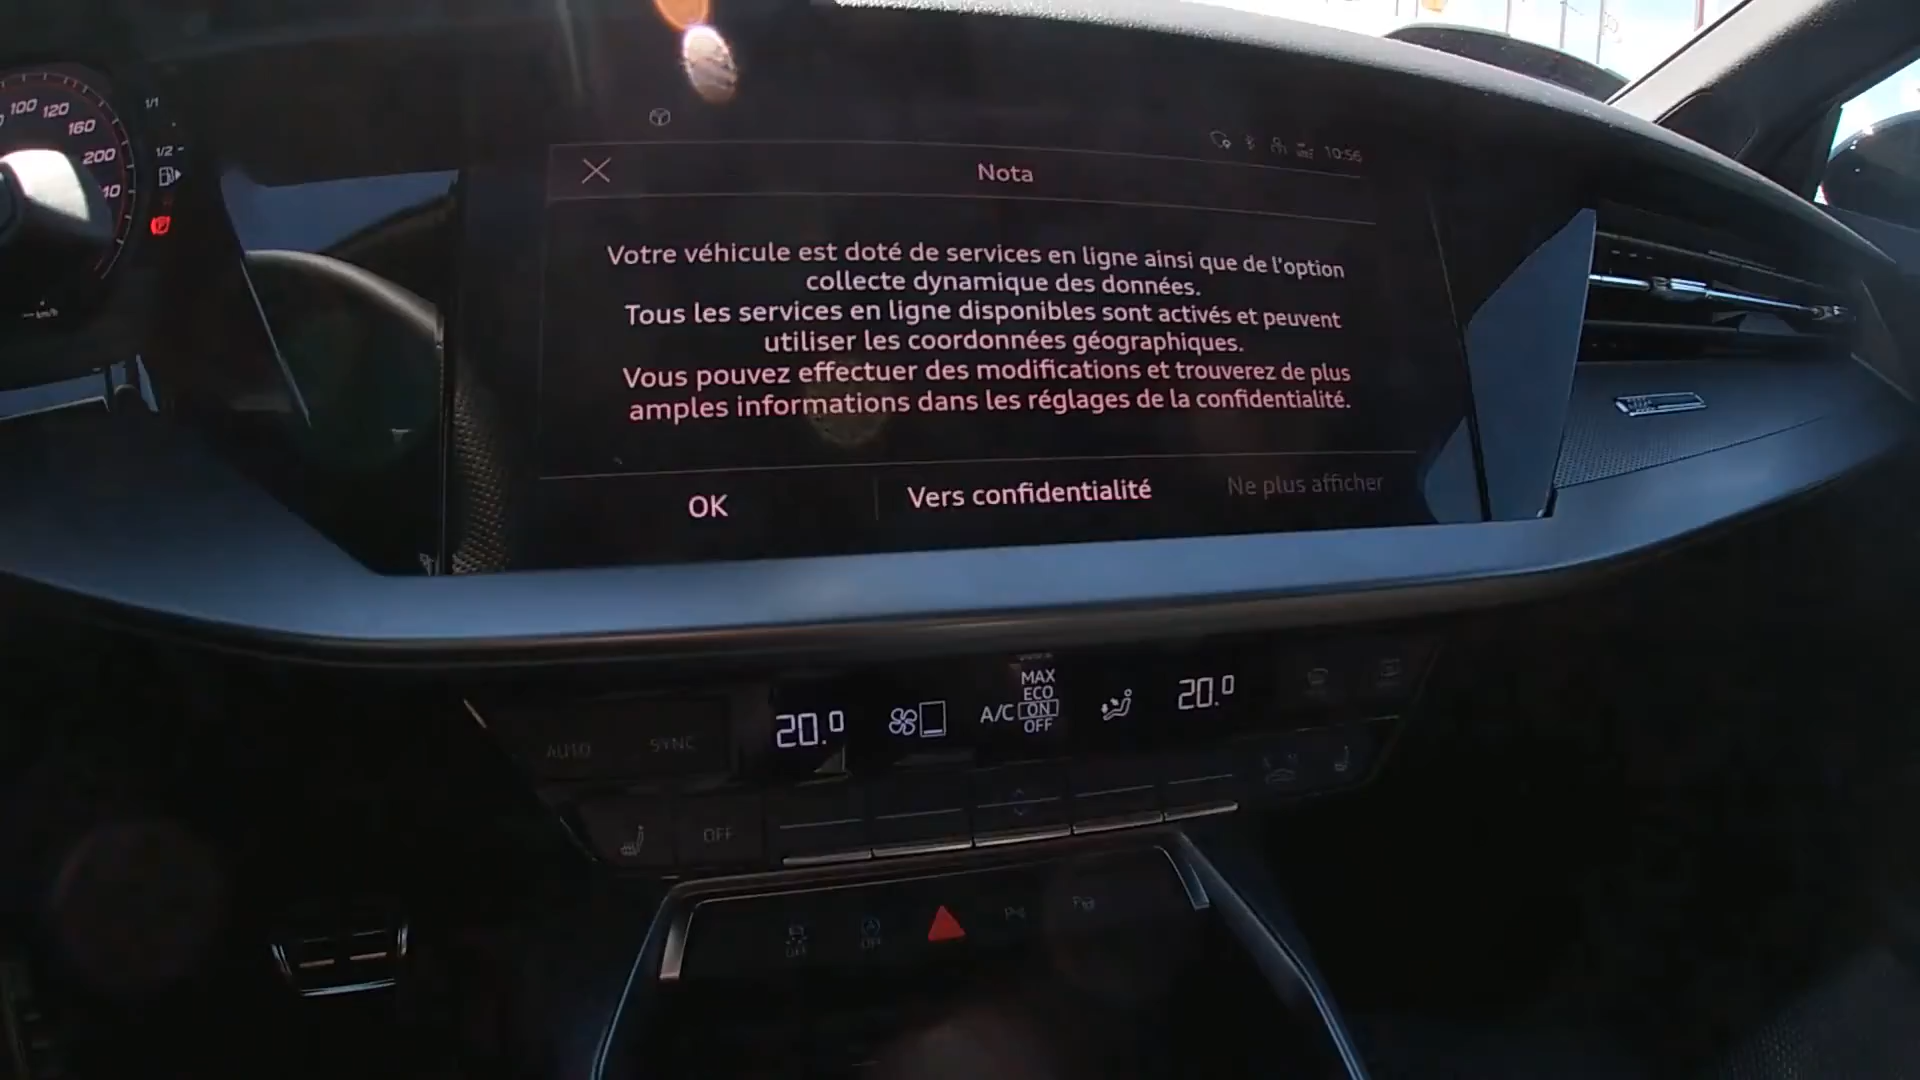 100
120
160
200
1/1
1/2
km/h
10:56
Nota
Votre véhicule est doté de services en ligne ainsi que de l'option
collecte dynamique des données.
Tous les services en ligne disponibles sont activés et peuvent
utiliser les coordonnées géographiques.
Vous pouvez effectuer des modifications et trouverez de plus
amples informations dans les réglages de la confidentialité.
OK
Vers confidentialité
Ne plus afficher
MAX
ECO
20.0
A/C ON
20.0
OFF
AUTO
SYNC
OFF
OFF